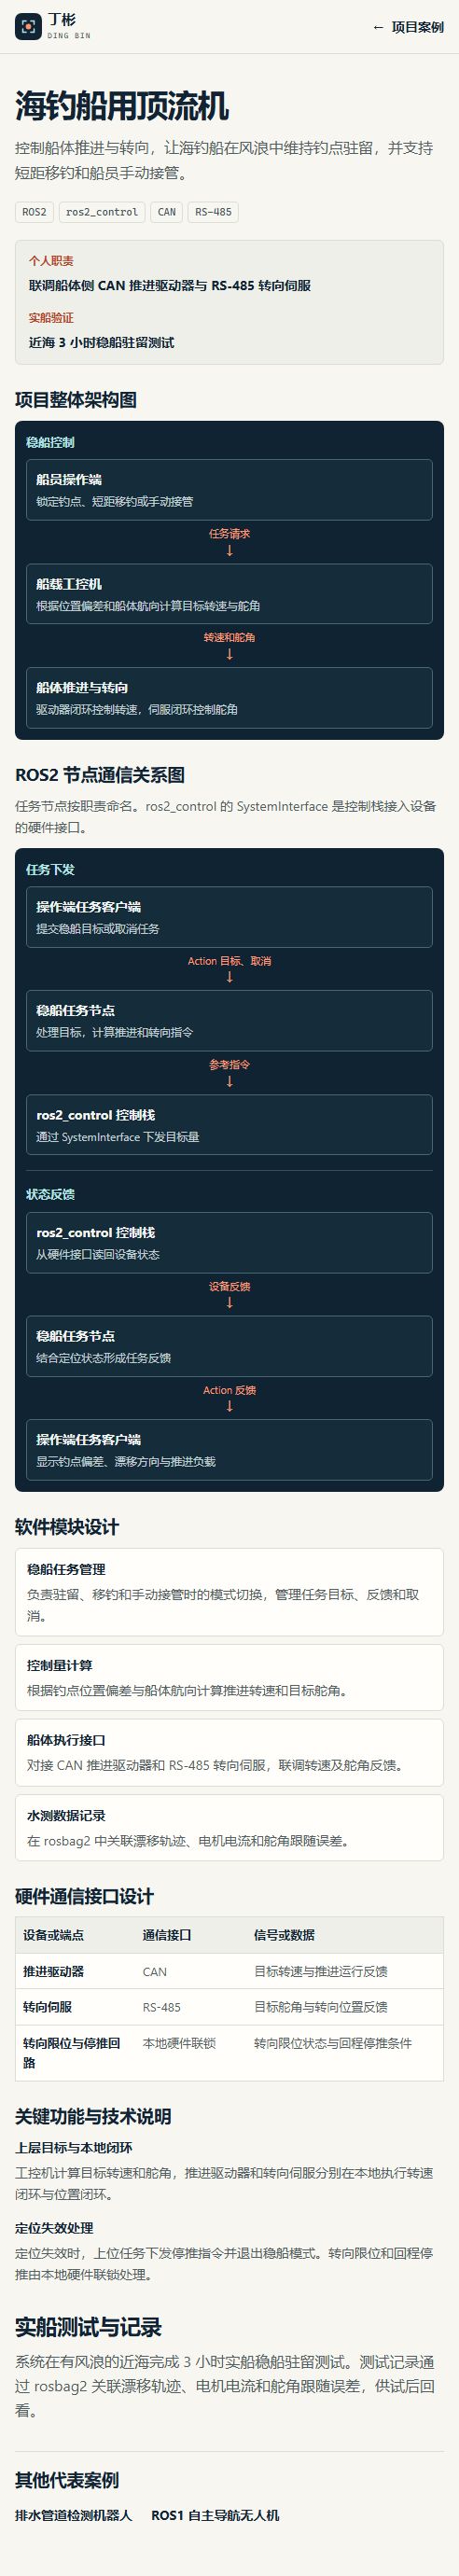 丁彬
DING BIN
← 项目案例
海钓船用顶流机
控制船体推进与转向，让海钓船在风浪中维持钓点驻留，并支持
短距移钓和船员手动接管。
ROS2 ros2_control CAN RS-485
个人职责
联调船体侧 CAN 推进驱动器与 RS-485 转向伺服
实船验证
近海 3 小时稳船驻留测试
项目整体架构图
稳船控制
船员操作端
锁定钓点、短距移钓或手动接管
任务请求
↓
船载工控机
根据位置偏差和船体航向计算目标转速与舵角
转速和舵角
↓
船体推进与转向
驱动器闭环控制转速，伺服闭环控制舵角
ROS2 节点通信关系图
任务节点按职责命名。ros2_control 的 SystemInterface 是控制栈接入设备
的硬件接口。
任务下发
操作端任务客户端
提交稳船目标或取消任务
Action 目标、取消
↓
稳船任务节点
处理目标，计算推进和转向指令
参考指令
↓
ros2_control 控制栈
通过 SystemInterface 下发目标量
状态反馈
ros2_control 控制栈
从硬件接口读回设备状态
设备反馈
↓
稳船任务节点
结合定位状态形成任务反馈
Action 反馈
↓
操作端任务客户端
显示钓点偏差、漂移方向与推进负载
软件模块设计
稳船任务管理
负责驻留、移钓和手动接管时的模式切换，管理任务目标、反馈和取
消。
控制量计算
根据钓点位置偏差与船体航向计算推进转速和目标舵角。
船体执行接口
对接 CAN 推进驱动器和 RS-485 转向伺服，联调转速及舵角反馈。
水测数据记录
在 rosbag2 中关联漂移轨迹、电机电流和舵角跟随误差。
硬件通信接口设计
设备或端点 通信接口 信号或数据
推进驱动器 CAN 目标转速与推进运行反馈
转向伺服 RS-485 目标舵角与转向位置反馈
转向限位与停推回 本地硬件联锁 转向限位状态与回程停推条件
路
关键功能与技术说明
上层目标与本地闭环
工控机计算目标转速和舵角，推进驱动器和转向伺服分别在本地执行转速
闭环与位置闭环。
定位失效处理
定位失效时，上位任务下发停推指令并退出稳船模式。转向限位和回程停
推由本地硬件联锁处理。
实船测试与记录
系统在有风浪的近海完成 3 小时实船稳船驻留测试。测试记录通
过 rosbag2 关联漂移轨迹、电机电流和舵角跟随误差，供试后回
看。
其他代表案例
排水管道检测机器人 ROS1 自主导航无人机